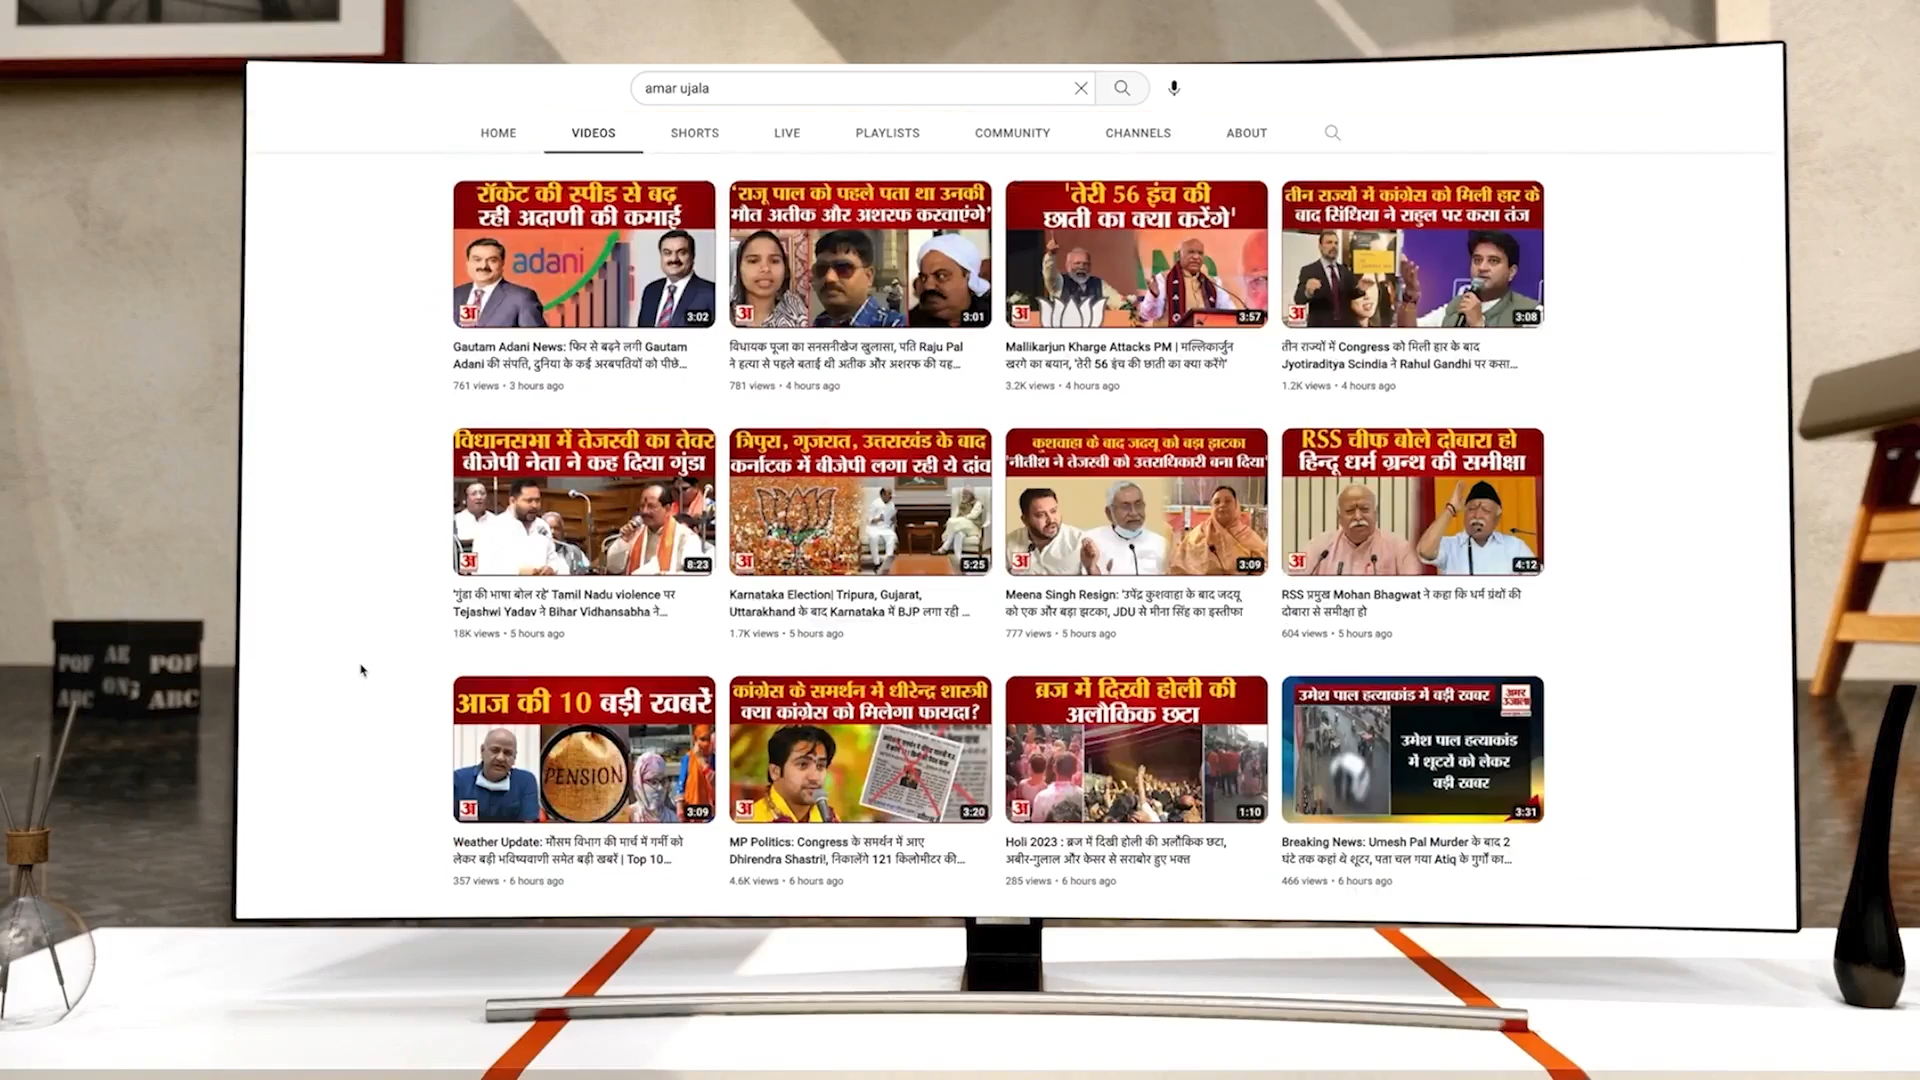 amar ujala
HOME
VIDEOS
SHORTS
LIVE
PLAYLISTS
COMMUNITY
CHANNELS
ABOUT
रॉकेट की स्पीड से बढ़
रही अदाणी की कमाई
adani
अ
3:02
Gautam Adani News: फिर से बढ़ने लगी Gautam
Adani की संपत्ति, दुनिया के कई अरबपतियों को पीछे...
761 views • 3 hours ago
'राजू पाल को पहले पता था उनकी
मौत अतीक और अशरफ करवाएंगे'
अ
3:01
विधायक पूजा का सनसनीखेज खुलासा, पति Raju Pal
ने हत्या से पहले बताई थी अतीक और अशरफ की यह...
781 views • 4 hours ago
'तेरी 56 इंच की
छाती का क्या करेंगे'
अ
3:57
Mallikarjun Kharge Attacks PM | मल्लिकार्जुन
खरगे का बयान, 'तेरी 56 इंच की छाती का क्या करेंगे'
3.2K views • 4 hours ago
तीन राज्यों में कांग्रेस को मिली हार के
बाद सिंधिया ने राहुल पर कसा तंज
अ
3:08
तीन राज्यों में Congress को मिली हार के बाद
Jyotiraditya Scindia ने Rahul Gandhi पर कसा...
1.2K views • 4 hours ago
विधानसभा में तेजस्वी का तेवर
बीजेपी नेता ने कह दिया गुंडा
अ
8:23
'गुंडा की भाषा बोल रहे' Tamil Nadu violence पर
Tejashwi Yadav ने Bihar Vidhansabha ने...
18K views • 5 hours ago
त्रिपुरा, गुजरात, उत्तराखंड के बाद
कर्नाटक में बीजेपी लगा रही ये दांव
अ
5:25
Karnataka Election| Tripura, Gujarat,
Uttarakhand के बाद Karnataka में BJP लगा रही ...
1.7K views • 5 hours ago
कुशवाहा के बाद जदयू को बड़ा झटका
'नीतीश ने तेजस्वी को उत्तराधिकारी बना दिया'
अ
3:09
Meena Singh Resign: 'उपेंद्र कुशवाहा के बाद जदयू
को एक और बड़ा झटका, JDU से मीना सिंह का इस्तीफा
777 views • 5 hours ago
RSS चीफ बोले दोबारा हो
हिन्दू धर्म ग्रन्थ की समीक्षा
अ
4:12
RSS प्रमुख Mohan Bhagwat ने कहा कि धर्म ग्रंथों की
दोबारा से समीक्षा हो
604 views • 5 hours ago
आज की 10 बड़ी खबरें
PENSION
अ
3:09
Weather Update: मौसम विभाग की मार्च में गर्मी को
लेकर बड़ी भविष्यवाणी समेत बड़ी खबरें | Top 10...
357 views • 6 hours ago
कांग्रेस के समर्थन में धीरेन्द्र शास्त्री
क्या कांग्रेस को मिलेगा फायदा?
अ
3:20
MP Politics: Congress के समर्थन में आए
Dhirendra Shastri!, निकालेंगे 121 किलोमीटर की...
4.6K views • 6 hours ago
ब्रज में दिखी होली की
अलौकिक छटा
अ
1:10
Holi 2023 : ब्रज में दिखी होली की अलौकिक छटा,
अबीर-गुलाल और केसर से सराबोर हुए भक्त
285 views • 6 hours ago
उमेश पाल हत्याकांड में बड़ी खबर
अमर उजाला
उमेश पाल हत्याकांड
में शूटरों को लेकर
बड़ी खबर
3:31
Breaking News: Umesh Pal Murder के बाद 2
घंटे तक कहां थे शूटर, पता चल गया Atiq के गुर्गों का...
466 views • 6 hours ago
ABC